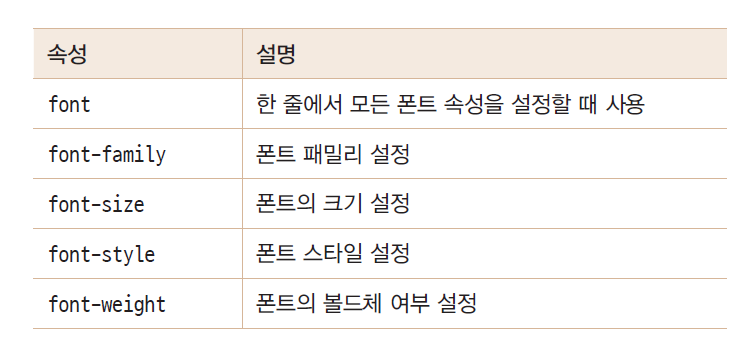 속성 설명
font 한 줄에서 모든 폰트 속성을 설정할 때 사용
font-family 폰트 패밀리 설정
font-size 폰트의 크기 설정
font-style 폰트 스타일 설정
font-weight 폰트의 볼드체 여부 설정